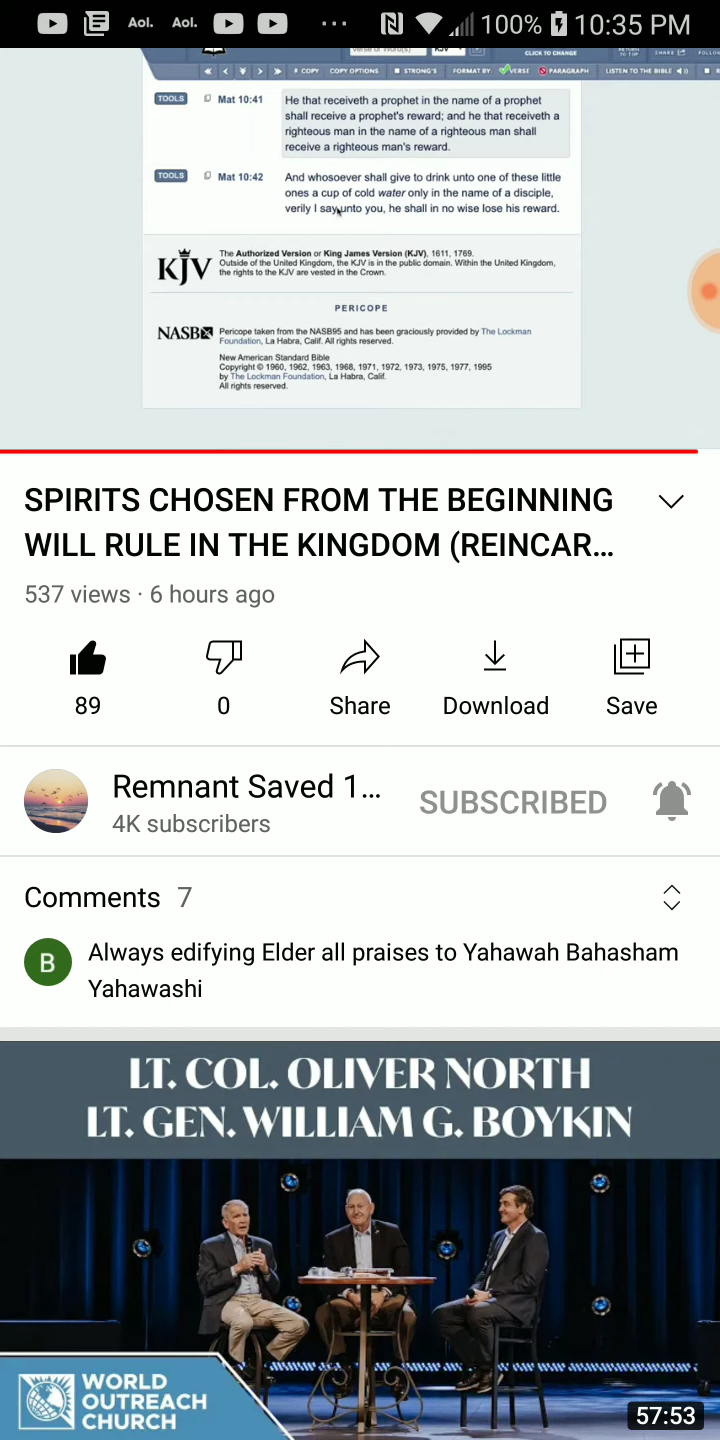 Aol. Aol. ... 100% 10:35 PM
CLICK TO CHANGE
COPY COPY OPTIONS STRONG'S FORMAT BY: VERSE PARAGRAPH LISTEN TO THE BIBLE
TOOLS Mat 10:41 He that receiveth a prophet in the name of a prophet
shall receive a prophet's reward; and he that receiveth a
righteous man in the name of a righteous man shall
receive a righteous man's reward.
TOOLS Mat 10:42 And whosoever shall give to drink unto one of these little
ones a cup of cold water only in the name of a disciple,
verily I say unto you, he shall in no wise lose his reward.
KJV The Authorized Version or King James Version (KJV), 1611, 1769.
Outside of the United Kingdom, the KJV is in the public domain. Within the United Kingdom,
the rights to the KJV are vested in the Crown.
PERICOPE
NASB Pericope taken from the NASB95 and has been graciously provided by The Lockman
Foundation, La Habra, Calif. All rights reserved.
New American Standard Bible
Copyright © 1960, 1962, 1963, 1968, 1971, 1972, 1973, 1975, 1977, 1995
by The Lockman Foundation, La Habra, Calif.
All rights reserved.
SPIRITS CHOSEN FROM THE BEGINNING
WILL RULE IN THE KINGDOM (REINCAR...
537 views · 6 hours ago
89 0 Share Download Save
Remnant Saved 1... SUBSCRIBED
4K subscribers
Comments 7
B Always edifying Elder all praises to Yahawah Bahasham
Yahawashi
LT. COL. OLIVER NORTH
LT. GEN. WILLIAM G. BOYKIN
WORLD
OUTREACH
CHURCH
57:53